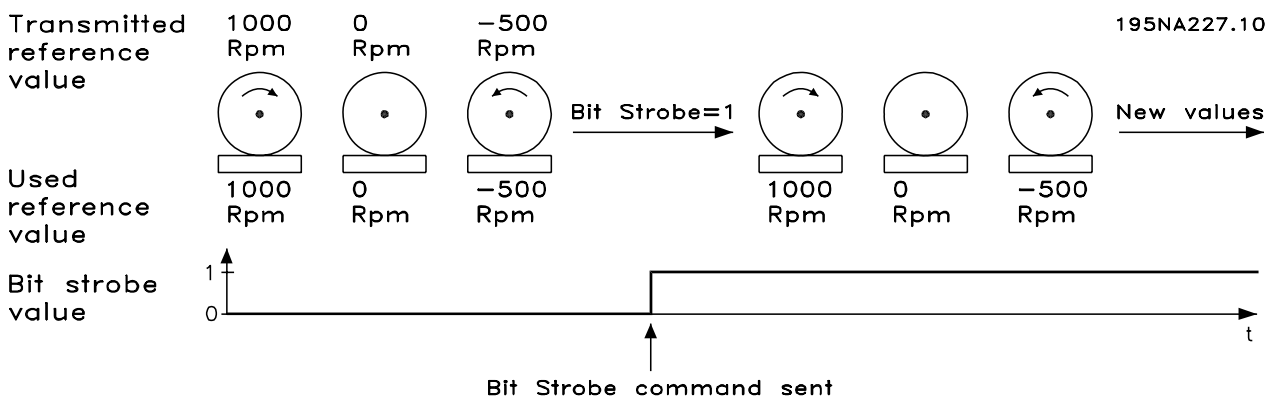 Transmitted reference value
1000 Rpm
0 Rpm
−500 Rpm
195NA227.10
Bit Strobe=1
New values
Used reference value
1000 Rpm
0 Rpm
−500 Rpm
1000 Rpm
0 Rpm
−500 Rpm
Bit strobe value
1
0
t
Bit Strobe command sent